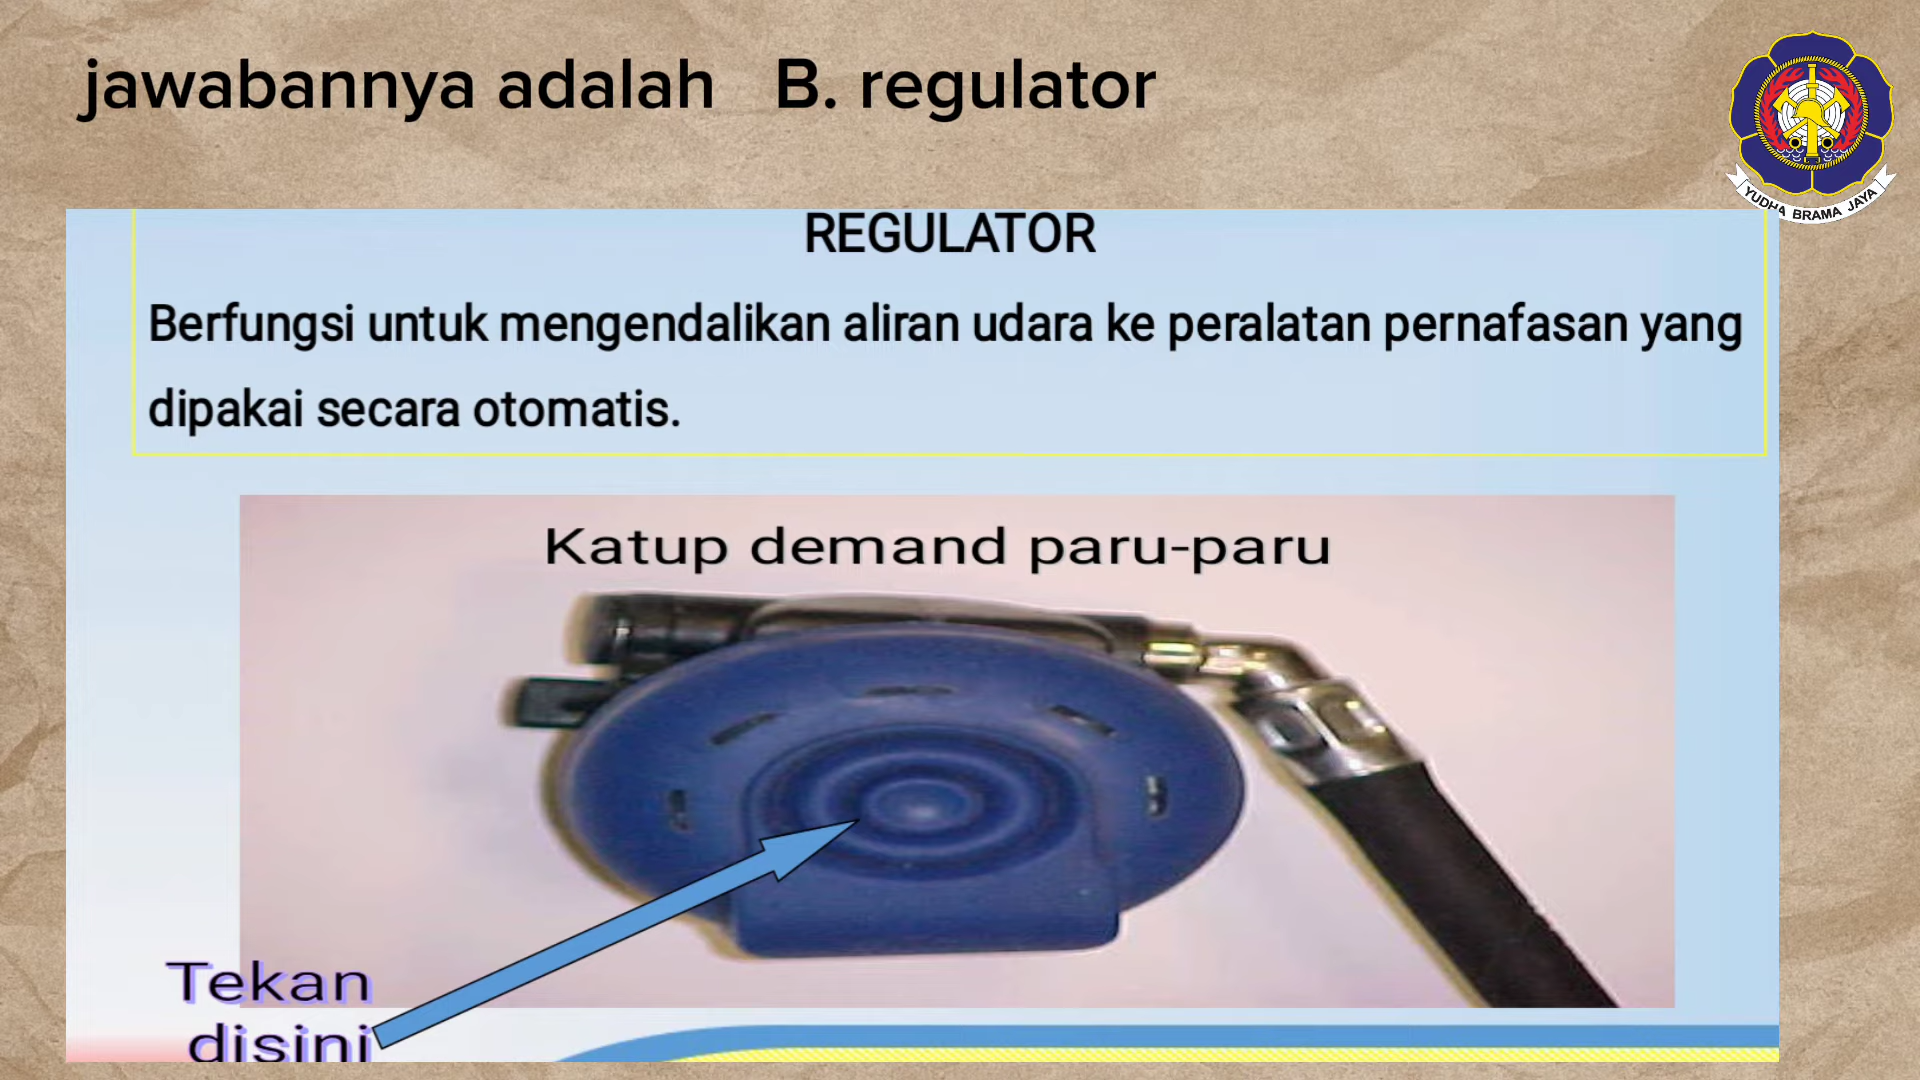 jawabannya adalah B. regulator
YUDHA BRAMA JAYA
REGULATOR
Berfungsi untuk mengendalikan aliran udara ke peralatan pernafasan yang
dipakai secara otomatis.
Katup demand paru-paru
Tekan
disini